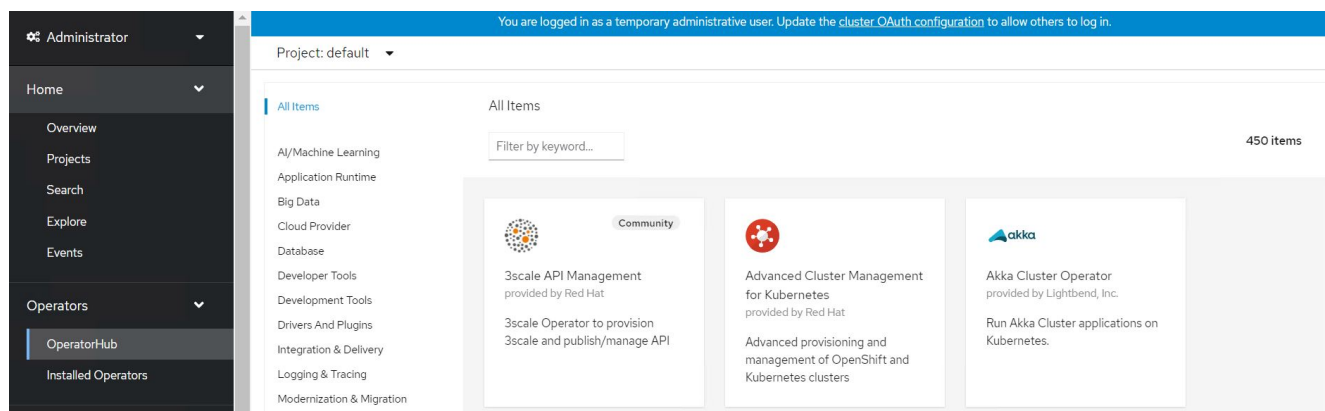 You are logged in as a temporary administrative user. Update the cluster OAuth configuration to allow others to log in.
Administrator
Project: default
Home
Overview
Projects
Search
Explore
Events
Operators
OperatorHub
Installed Operators
All Items
AI/Machine Learning
Application Runtime
Big Data
Cloud Provider
Database
Developer Tools
Development Tools
Drivers And Plugins
Integration & Delivery
Logging & Tracing
Modernization & Migration
All Items
Filter by keyword...
450 items
Community
3scale API Management
provided by Red Hat
3scale Operator to provision
3scale and publish/manage API
Advanced Cluster Management
for Kubernetes
provided by Red Hat
Advanced provisioning and
management of OpenShift and
Kubernetes clusters
akka
Akka Cluster Operator
provided by Lightbend, Inc.
Run Akka Cluster applications on
Kubernetes.